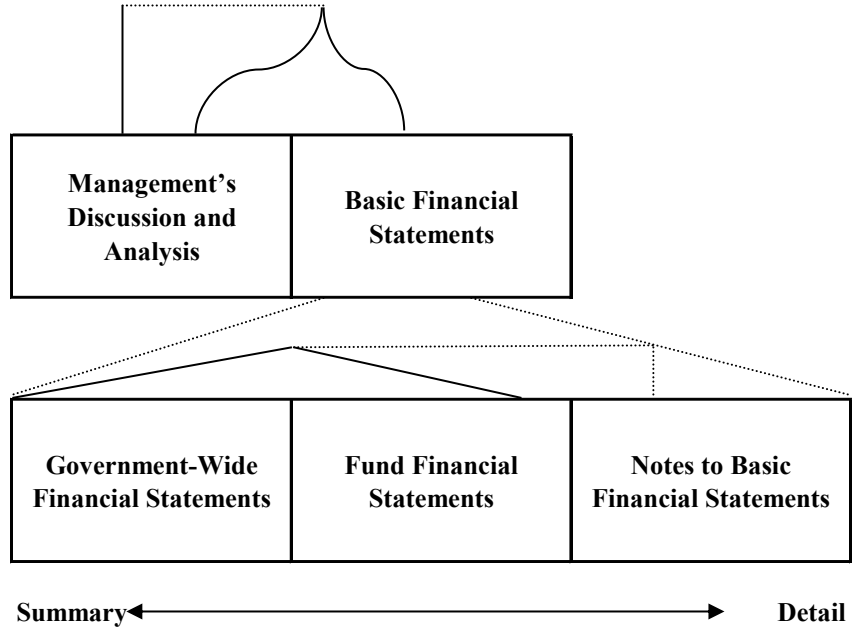 Management’s
Discussion and
Analysis
Basic Financial
Statements
Government-Wide
Financial Statements
Fund Financial
Statements
Notes to Basic
Financial Statements
Summary
Detail